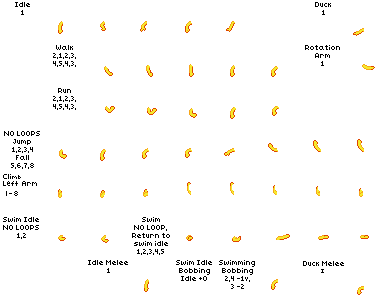 Idle
1
Duck
1
Walk
2,1,2,3,
4,5,4,3,
Rotation
Arm
1
Run
2,1,2,3,
4,5,4,3,
NO LOOPS
Jump
1,2,3,4
Fall
5,6,7,8
Climb
Left Arm
1 - 8
Swim Idle
NO LOOPS
1,2
Swim
NO LOOP,
Return to
swim idle
1,2,3,4,5
Idle Melee
1
Swim Idle
Bobbing
Idle +0
Swimming
Bobbing
2,4 -1v,
3 -2
Duck Melee
1